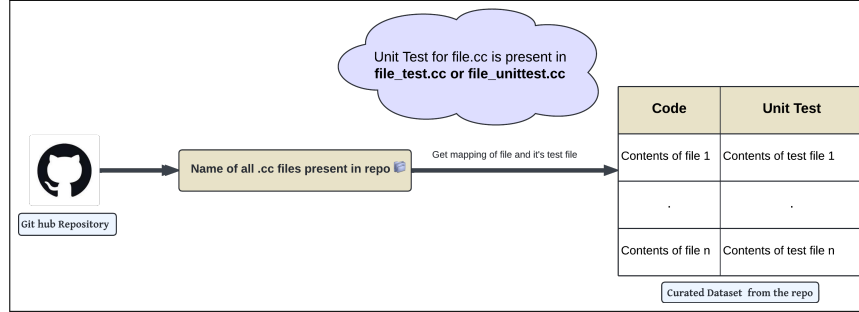 Unit Test for file.cc is present in
file_test.cc or file_unittest.cc
Code
Unit Test
Name of all .cc files present in repo
Get mapping of file and it's test file
Contents of file 1
Contents of test file 1
.
.
Git hub Repository
Contents of file n
Contents of test file n
Curated Dataset from the repo